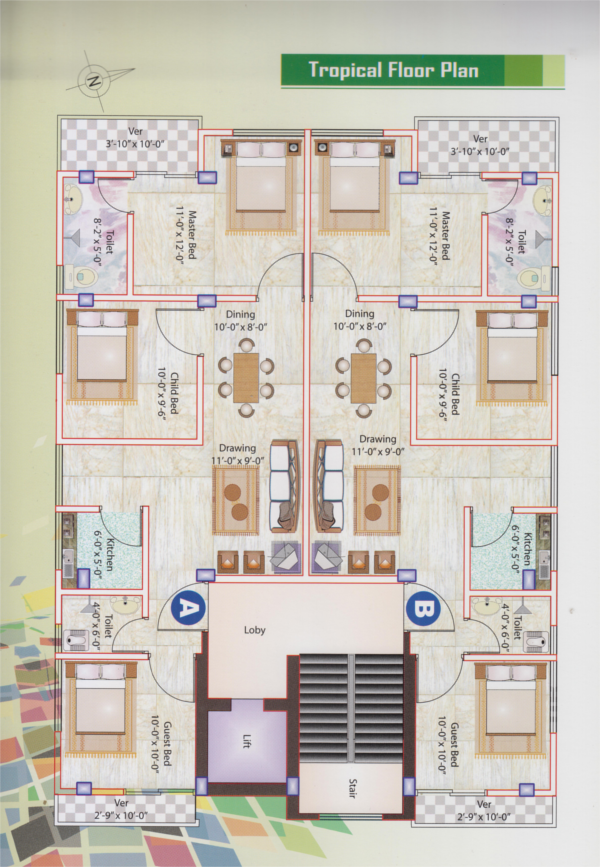 N
Tropical Floor Plan
Ver
3'-10" x 10'-0"
Ver
3'-10" x 10'-0"
Toilet
8'-2" x 5'-0"
Master Bed
11'-0" x 12'-0"
Master Bed
11'-0" x 12'-0"
Toilet
8'-2" x 5'-0"
Dining
10'-0" x 8'-0"
Dining
10'-0" x 8'-0"
Child Bed
10'-0" x 9'-6"
Child Bed
10'-0" x 9'-6"
Drawing
11'-0" x 9'-0"
Drawing
11'-0" x 9'-0"
Kitchen
6'-0" x 5'-0"
Kitchen
6'-0" x 5'-0"
Toilet
4'-0" x 6'-0"
A
Loby
B
Toilet
4'-0" x 6'-0"
Guest Bed
10'-0" x 10'-0"
Lift
Stair
Guest Bed
10'-0" x 10'-0"
Ver
2'-9" x 10'-0"
Ver
2'-9" x 10'-0"